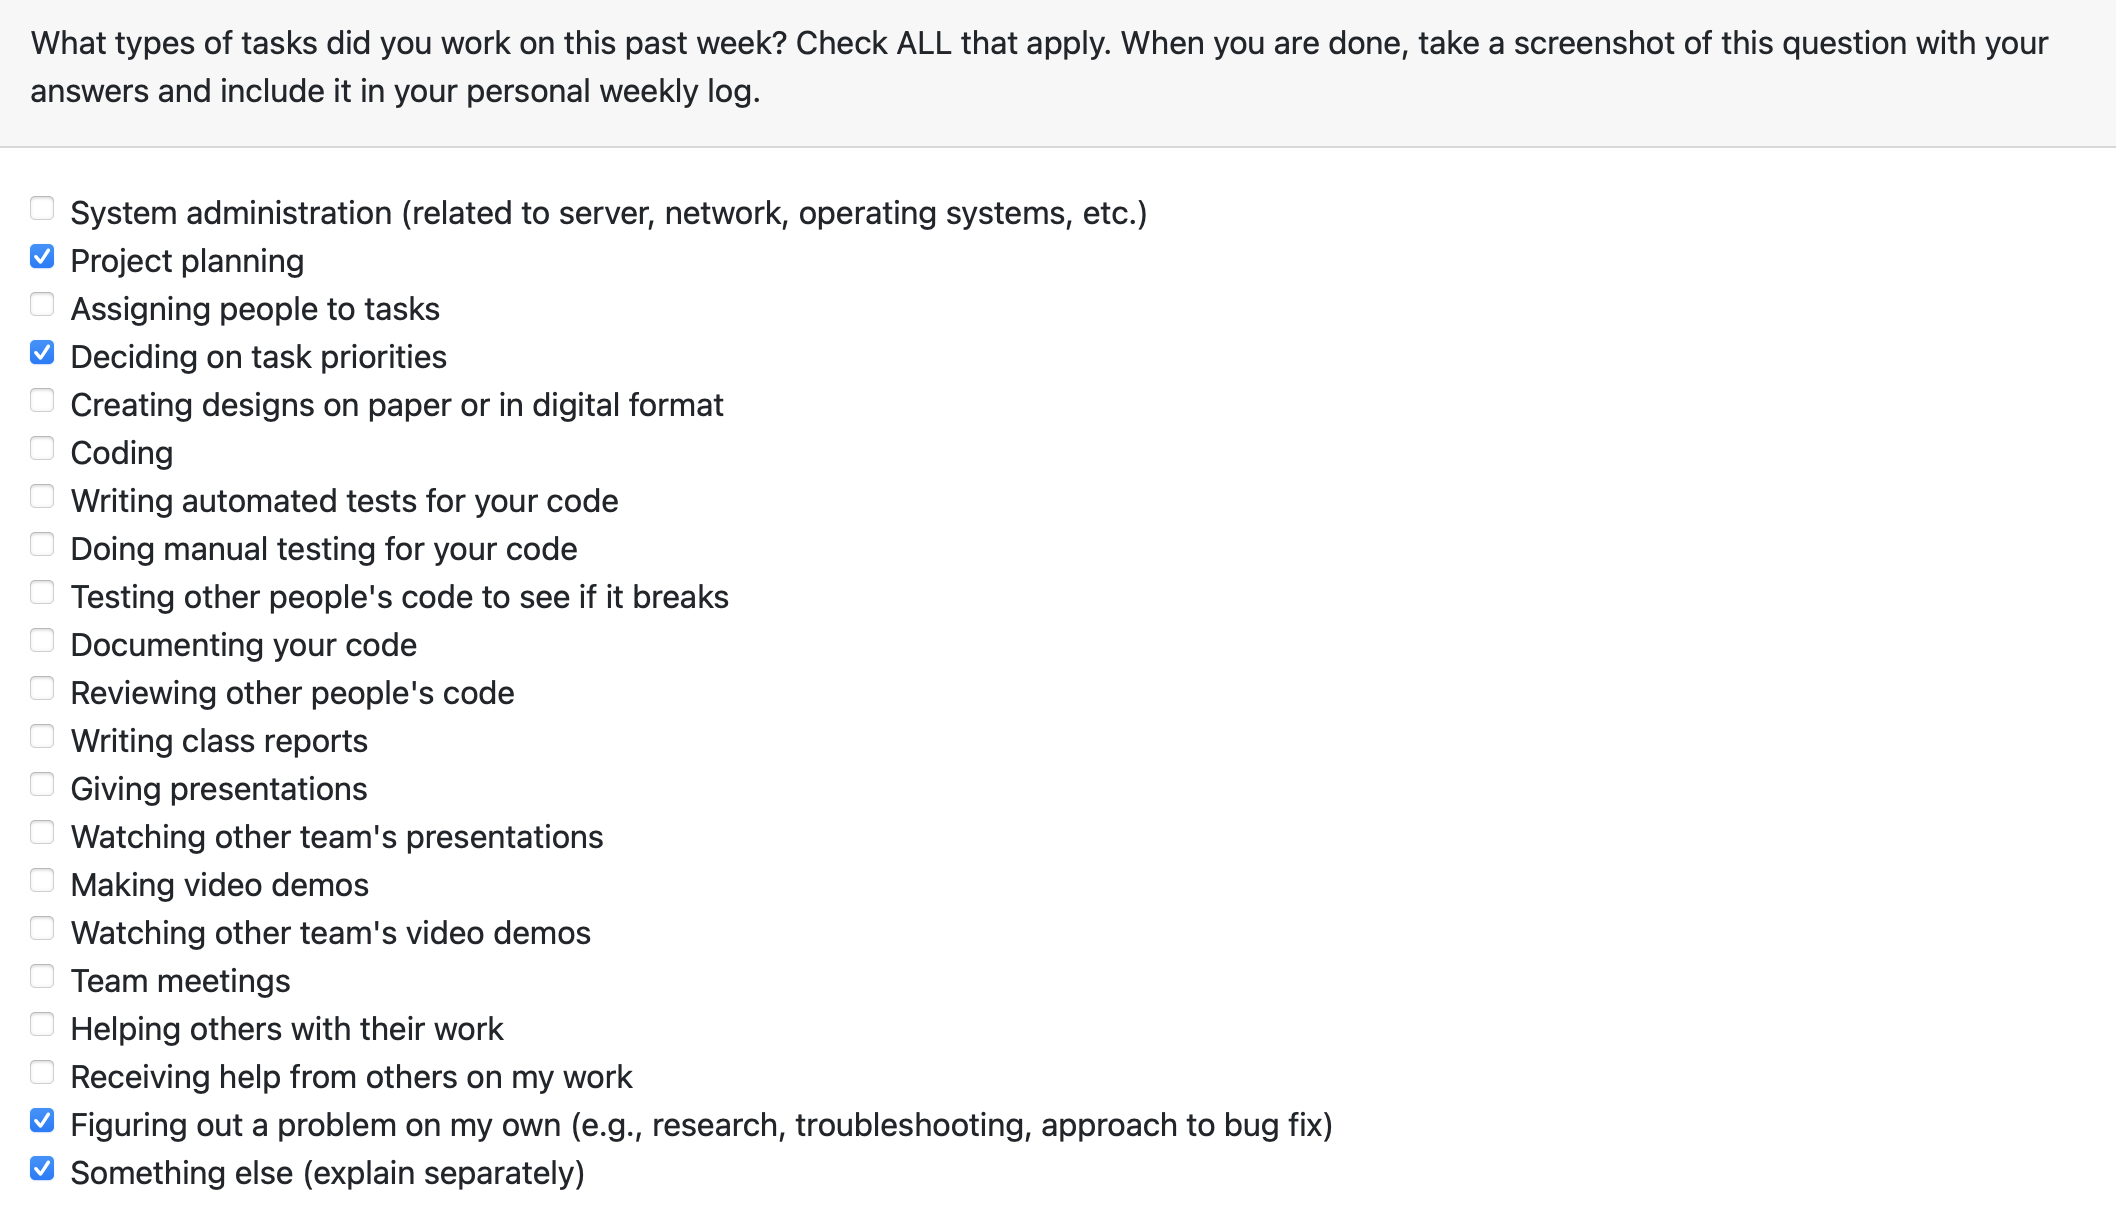 What types of tasks did you work on this past week? Check ALL that apply. When you are done, take a screenshot of this question with your
answers and include it in your personal weekly log.
System administration (related to server, network, operating systems, etc.)
Project planning
Assigning people to tasks
Deciding on task priorities
Creating designs on paper or in digital format
Coding
Writing automated tests for your code
Doing manual testing for your code
Testing other people's code to see if it breaks
Documenting your code
Reviewing other people's code
Writing class reports
Giving presentations
Watching other team's presentations
Making video demos
Watching other team's video demos
Team meetings
Helping others with their work
Receiving help from others on my work
Figuring out a problem on my own (e.g., research, troubleshooting, approach to bug fix)
Something else (explain separately)